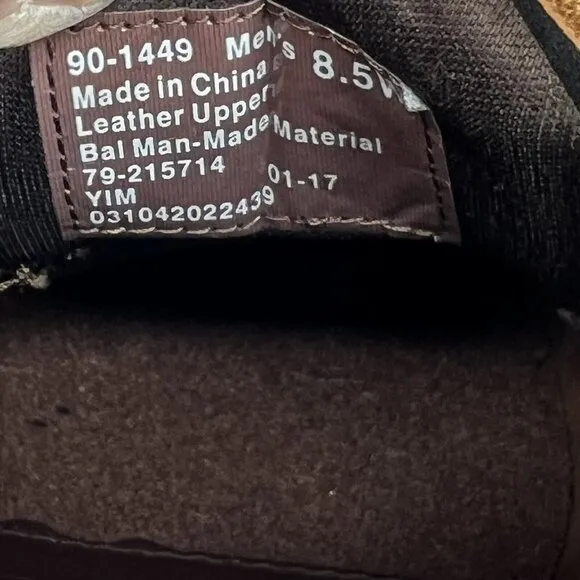 90-1449 Men's 8.5W
Made in China
Leather Upper
Bal Man-Made Material
79-215714 01-17
YIM
031042022439